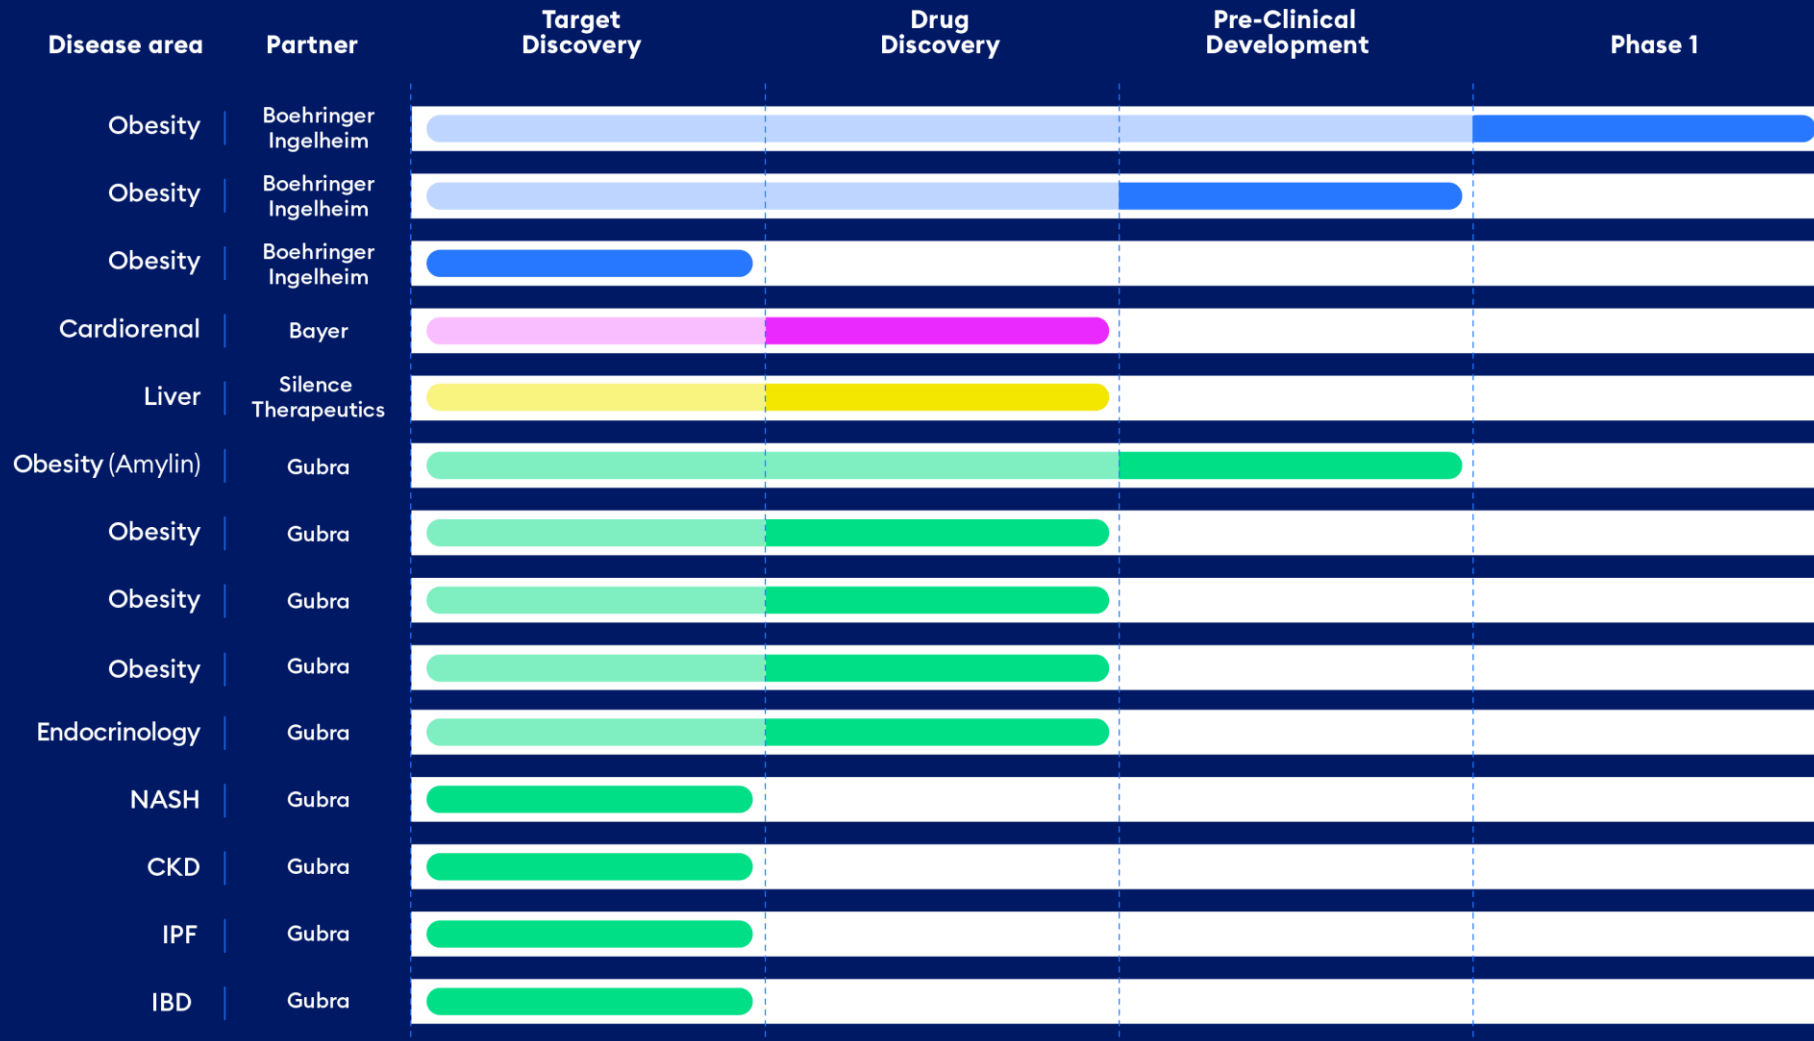 Disease area
Partner
Target
Discovery
Drug
Discovery
Pre-Clinical
Development
Phase 1
Obesity
Boehringer
Ingelheim
Obesity
Boehringer
Ingelheim
Obesity
Boehringer
Ingelheim
Cardiorenal
Bayer
Liver
Silence
Therapeutics
Obesity (Amylin)
Gubra
Obesity
Gubra
Obesity
Gubra
Obesity
Gubra
Endocrinology
Gubra
NASH
Gubra
CKD
Gubra
IPF
Gubra
IBD
Gubra